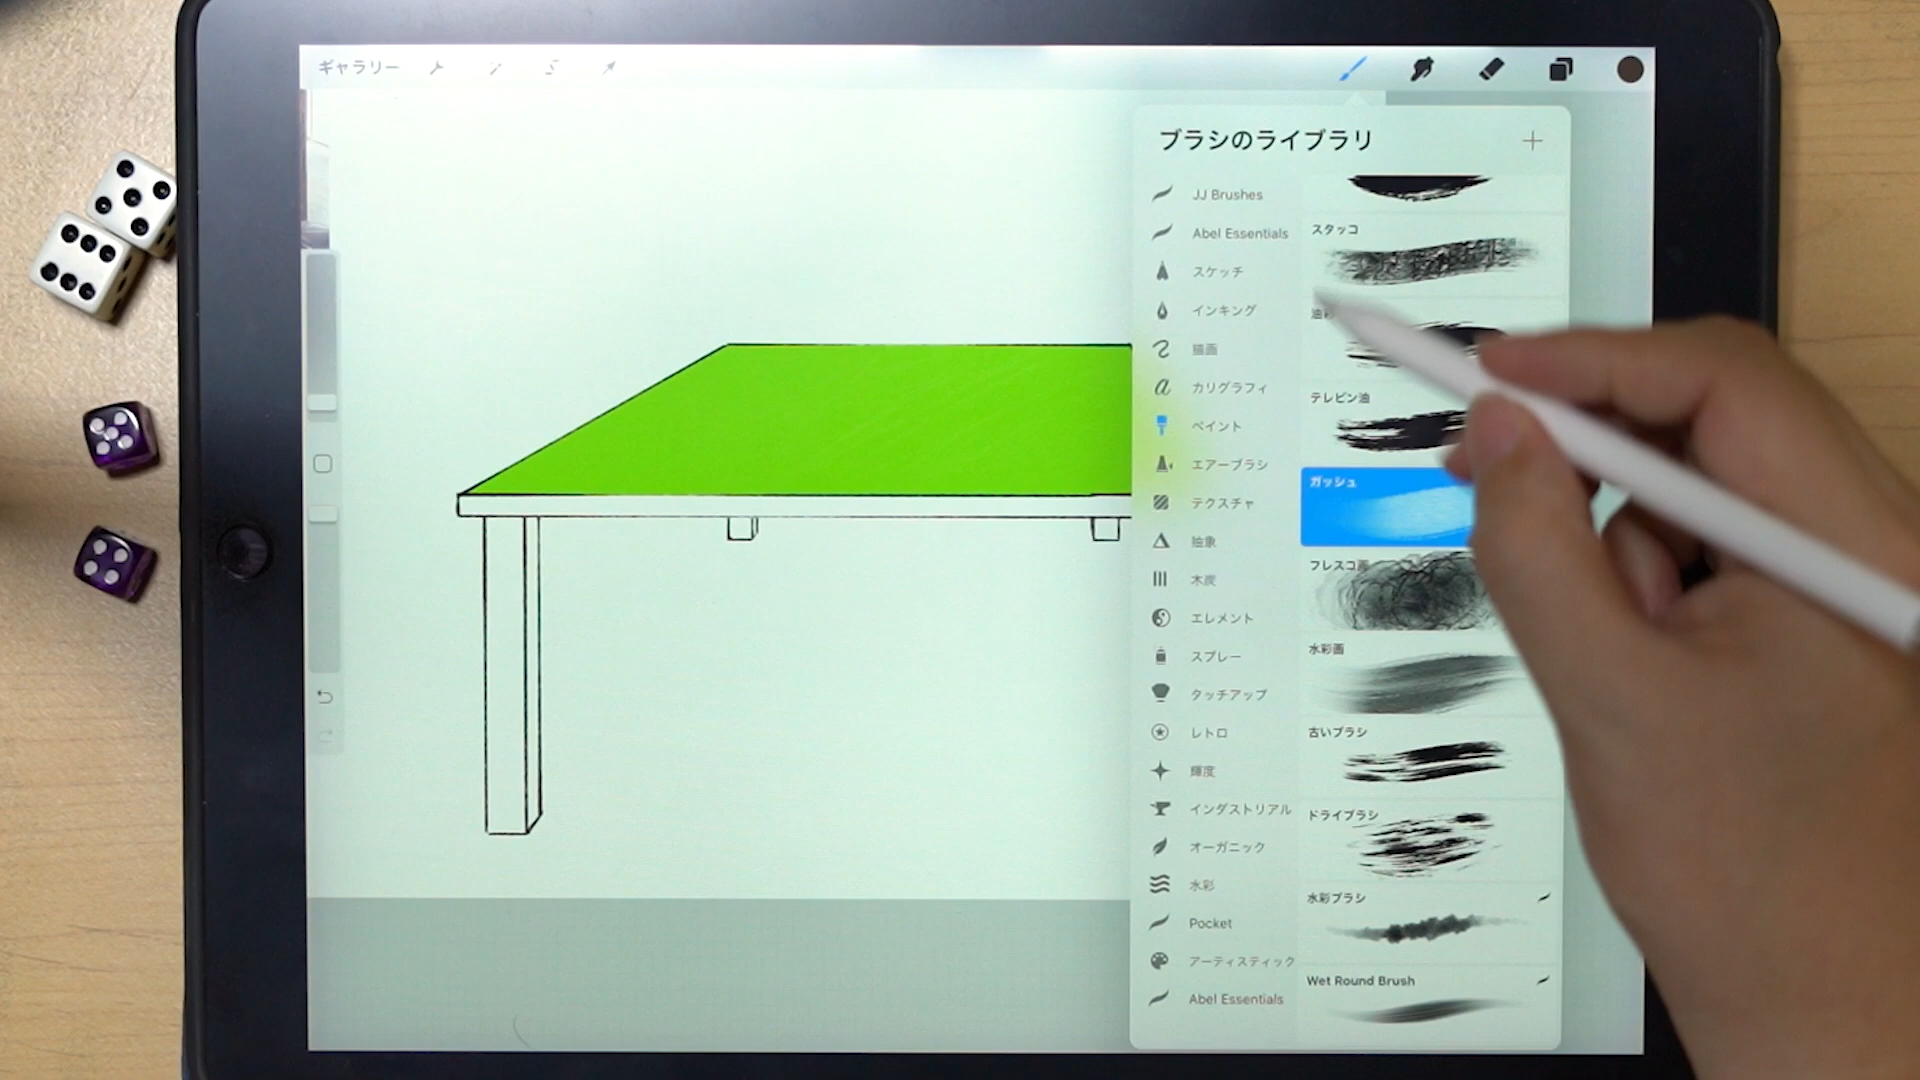 ギャラリー
ブラシのライブラリ
JJ Brushes
Abel Essentials
スケッチ
インキング
描画
カリグラフィ
ペイント
エアーブラシ
テクスチャ
抽象
木炭
エレメント
スプレー
タッチアップ
レトロ
輝度
インダストリアル
オーガニック
水彩
Pocket
アーティスティック
Abel Essentials
スタッコ
テレビン油
ガッシュ
フレスコ画
水彩画
古いブラシ
ドライブラシ
水彩ブラシ
Wet Round Brush